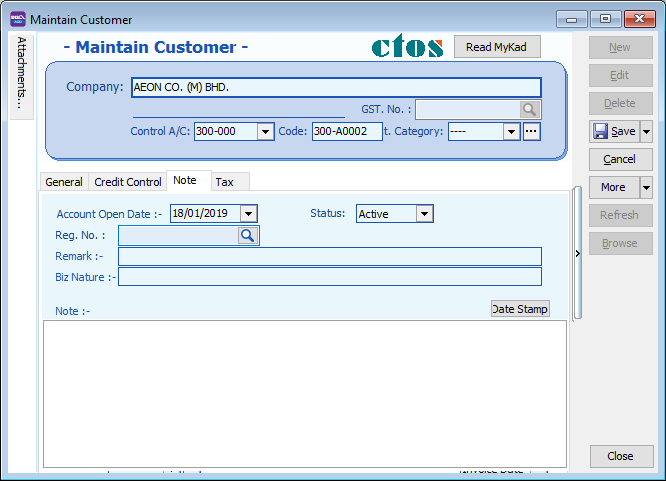 Maintain Customer
Attachments...
- Maintain Customer -
ctos
Read MyKad
Company: AEON CO. (M) BHD.
GST. No. :
Control A/C: 300-000 Code: 300-A0002 t. Category: ----
...
General Credit Control Note Tax
Account Open Date :- 18/01/2019 Status: Active
Reg. No. :
Remark :-
Biz Nature :-
Note :-
Date Stamp
New
Edit
Delete
Save
Cancel
More
Refresh
Browse
Close